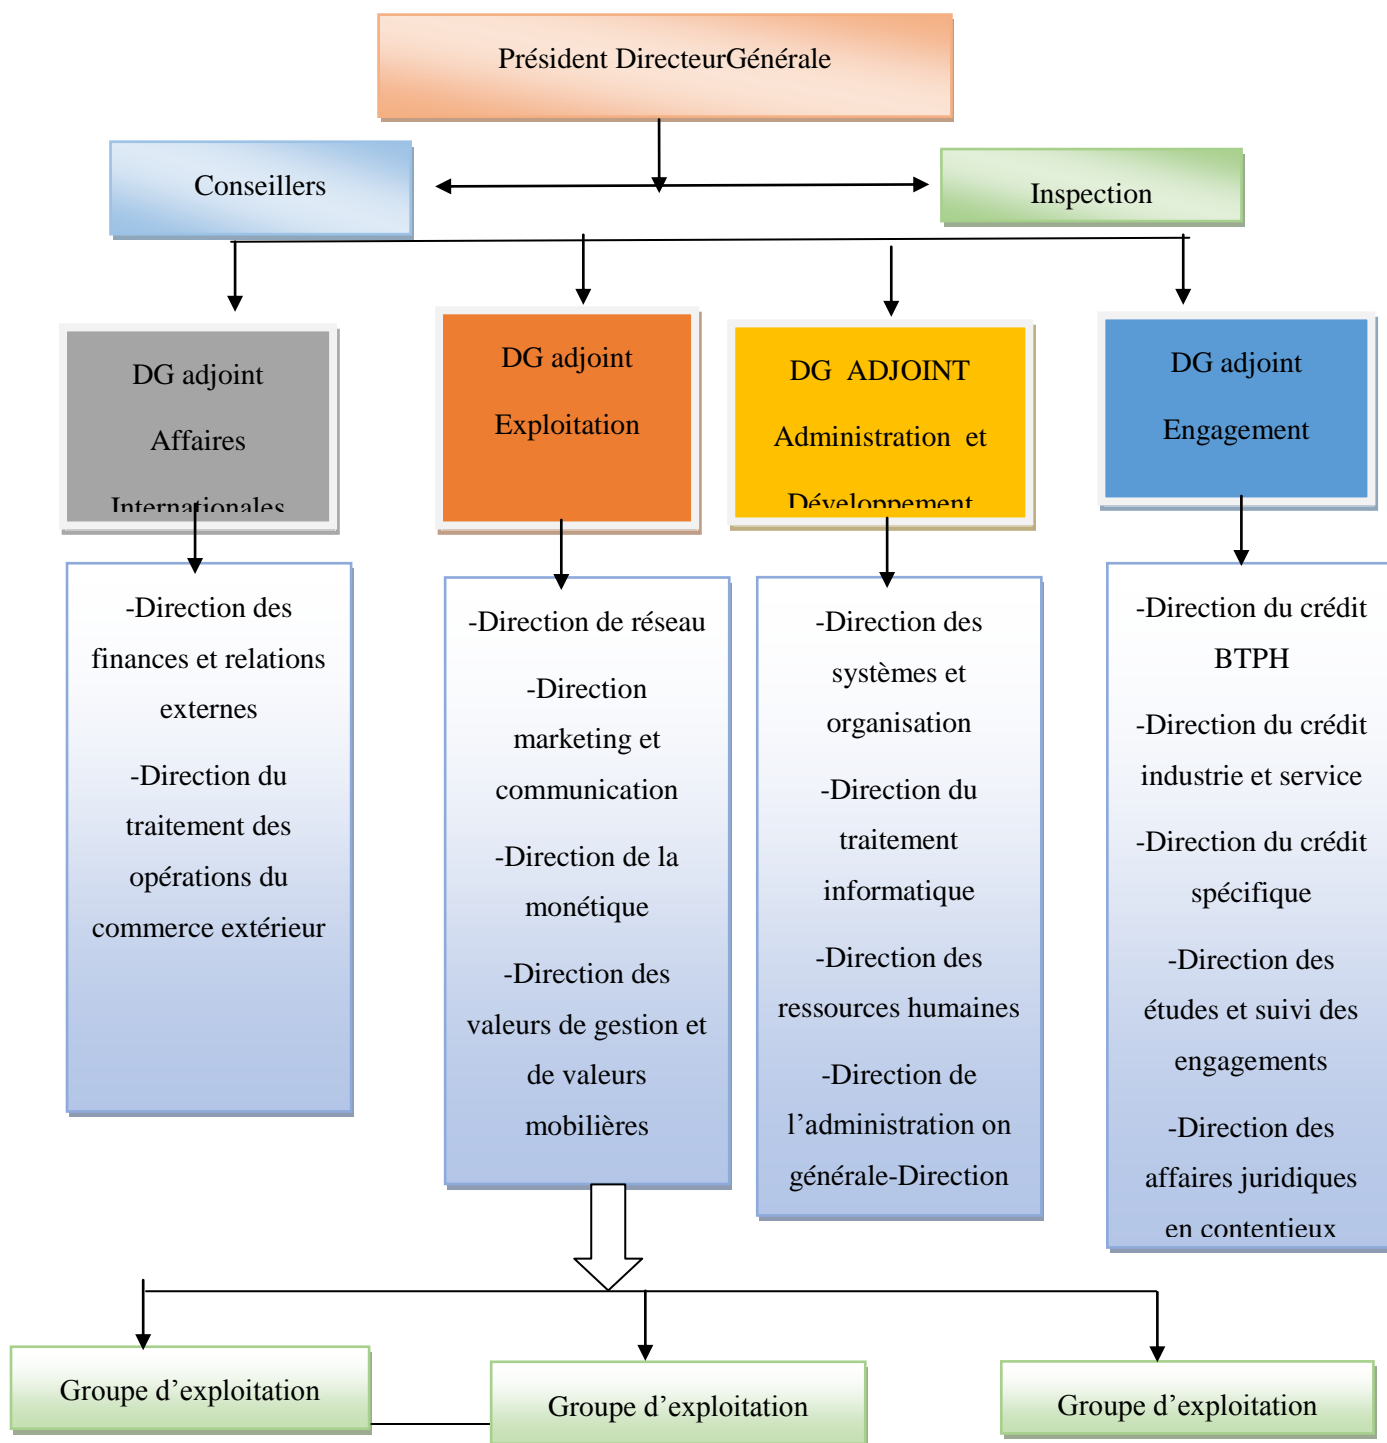 Président DirecteurGénérale
Conseillers
Inspection
DG adjoint
Affaires
Internationales
DG adjoint
Exploitation
DG ADJOINT
Administration et
Développement
DG adjoint
Engagement
-Direction des
finances et relations
externes
-Direction du
traitement des
opérations du
commerce extérieur
-Direction de réseau
-Direction
marketing et
communication
-Direction de la
monétique
-Direction des
valeurs de gestion et
de valeurs
mobilières
-Direction des
systèmes et
organisation
-Direction du
traitement
informatique
-Direction des
ressources humaines
-Direction de
l’administration on
générale-Direction
-Direction du crédit
BTPH
-Direction du crédit
industrie et service
-Direction du crédit
spécifique
-Direction des
études et suivi des
engagements
-Direction des
affaires juridiques
en contentieux
Groupe d’exploitation
Groupe d’exploitation
Groupe d’exploitation